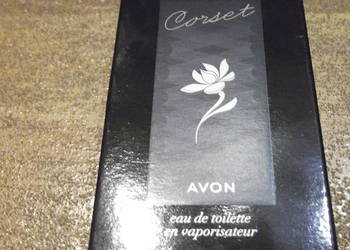 Corset
AVON
eau de toilette
en vaporisateur